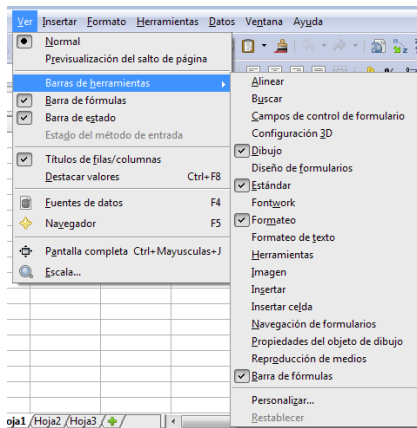 Ver Insertar Formato Herramientas Datos Ventana Ayuda
Normal
Previsualización del salto de página
Barras de herramientas
Barra de fórmulas
Barra de estado
Estado del método de entrada
Títulos de filas/columnas
Destacar valores Ctrl+F8
Fuentes de datos F4
Navegador F5
Pantalla completa Ctrl+Mayusculas+J
Escala...
Alinear
Buscar
Campos de control de formulario
Configuración 3D
Dibujo
Diseño de formularios
Estándar
Fontwork
Formateo
Formateo de texto
Herramientas
Imagen
Insertar
Insertar celda
Navegación de formularios
Propiedades del objeto de dibujo
Reproducción de medios
Barra de fórmulas
Personalizar...
Restablecer
oja1 Hoja2 Hoja3